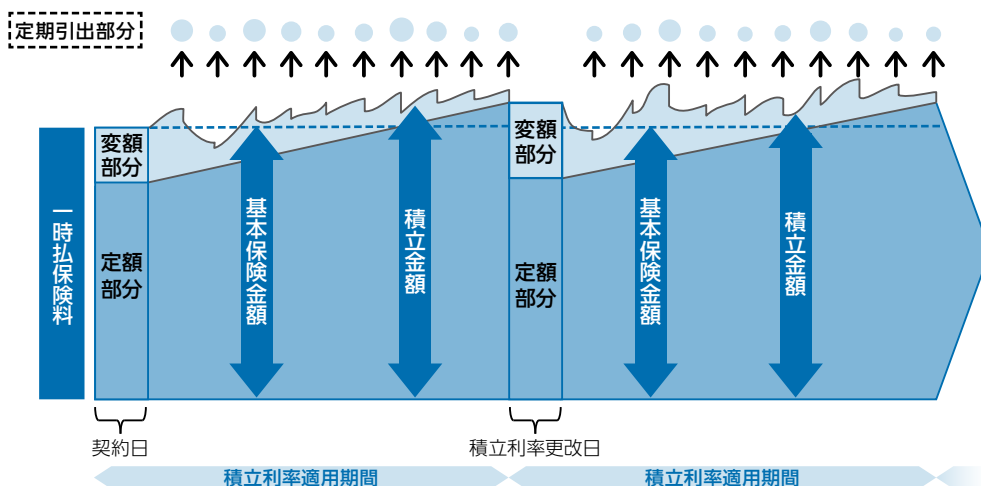 定期引出部分
一時払保険料
変額
部分
定額
部分
基本保険金額
積立金額
変額
部分
定額
部分
基本保険金額
積立金額
契約日
積立利率更改日
積立利率適用期間
積立利率適用期間